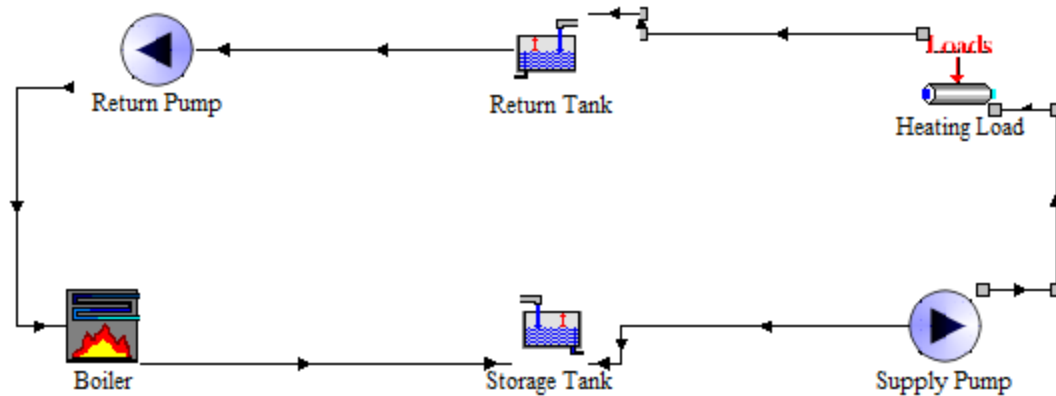 Loads
Return Pump
Return Tank
Heating Load
Boiler
Storage Tank
Supply Pump